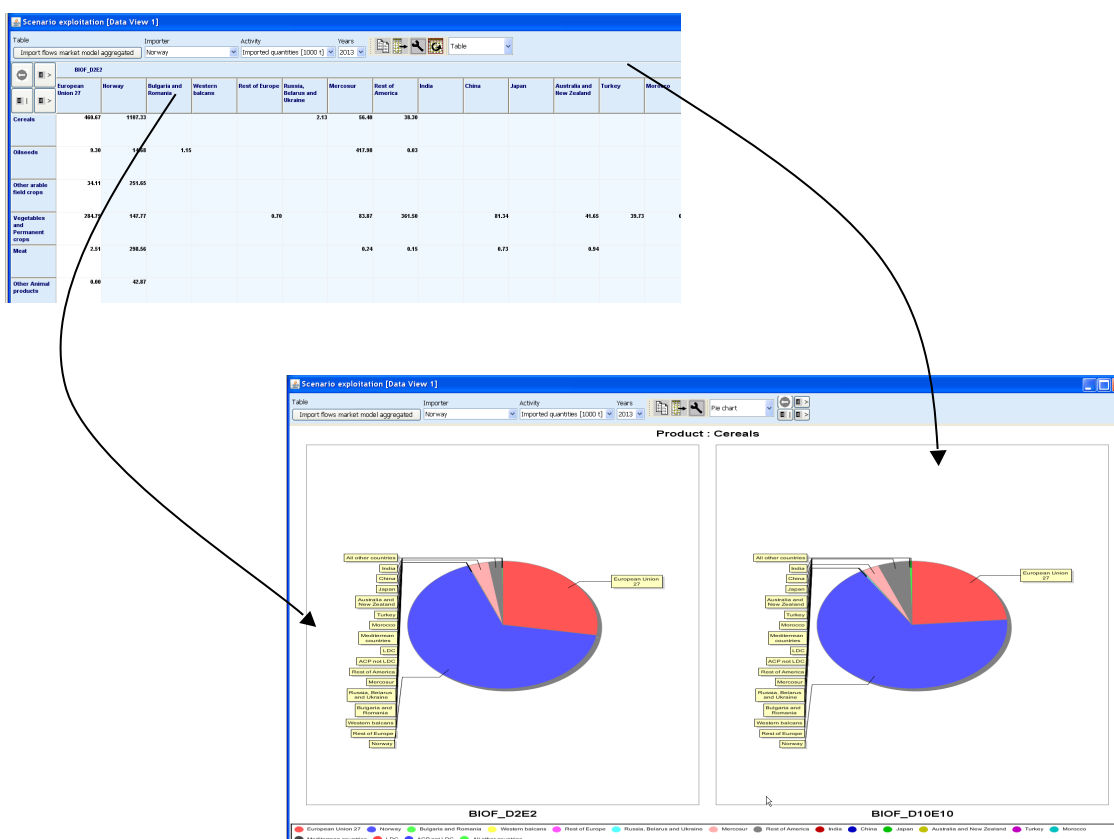 Scenario exploitation [Data View 1]
Table Importer Activity Years
Import flows market model aggregated Norway Imported quantities [1000 t] 2013 Table
BIOF_D2E2
European Union 27 Norway Bulgaria and Romania Western balcans Rest of Europe Russia, Belarus and Ukraine Mercosur Rest of America India China Japan Australia and New Zealand Turkey Morocco
Cereals 460.67 1107.33 2.13 56.40 38.30
Oilseeds 9.30 1.15 417.98 0.03
Other arable field crops 34.11 251.65
Vegetables and Permanent crops 147.77 0.70 83.87 361.50 81.34 41.65 39.73
Meat 2.51 298.56 0.24 0.15 0.73 0.94
Other Animal products 0.00 42.87
Scenario exploitation [Data View 1]
Table Importer Activity Years
Import flows market model aggregated Norway Imported quantities [1000 t] 2013 Pie chart
Product : Cereals
All other countries
India
China
Japan
Australia and
New Zealand
Turkey
Morocco
Mediterrean
countries
LDC
ACP not LDC
Rest of America
Mercosur
Russia, Belarus
and Ukraine
Bulgaria and
Romania
Western balcans
Rest of Europe
Norway
European Union
27
BIOF_D2E2
All other countries
India
China
Japan
Australia and
New Zealand
Turkey
Morocco
Mediterrean
countries
LDC
ACP not LDC
Rest of America
Mercosur
Russia, Belarus
and Ukraine
Bulgaria and
Romania
Western balcans
Rest of Europe
Norway
European Union
27
BIOF_D10E10
European Union 27 Norway Bulgaria and Romania Western balcans Rest of Europe Russia, Belarus and Ukraine Mercosur Rest of America India China Japan Australia and New Zealand Turkey Morocco